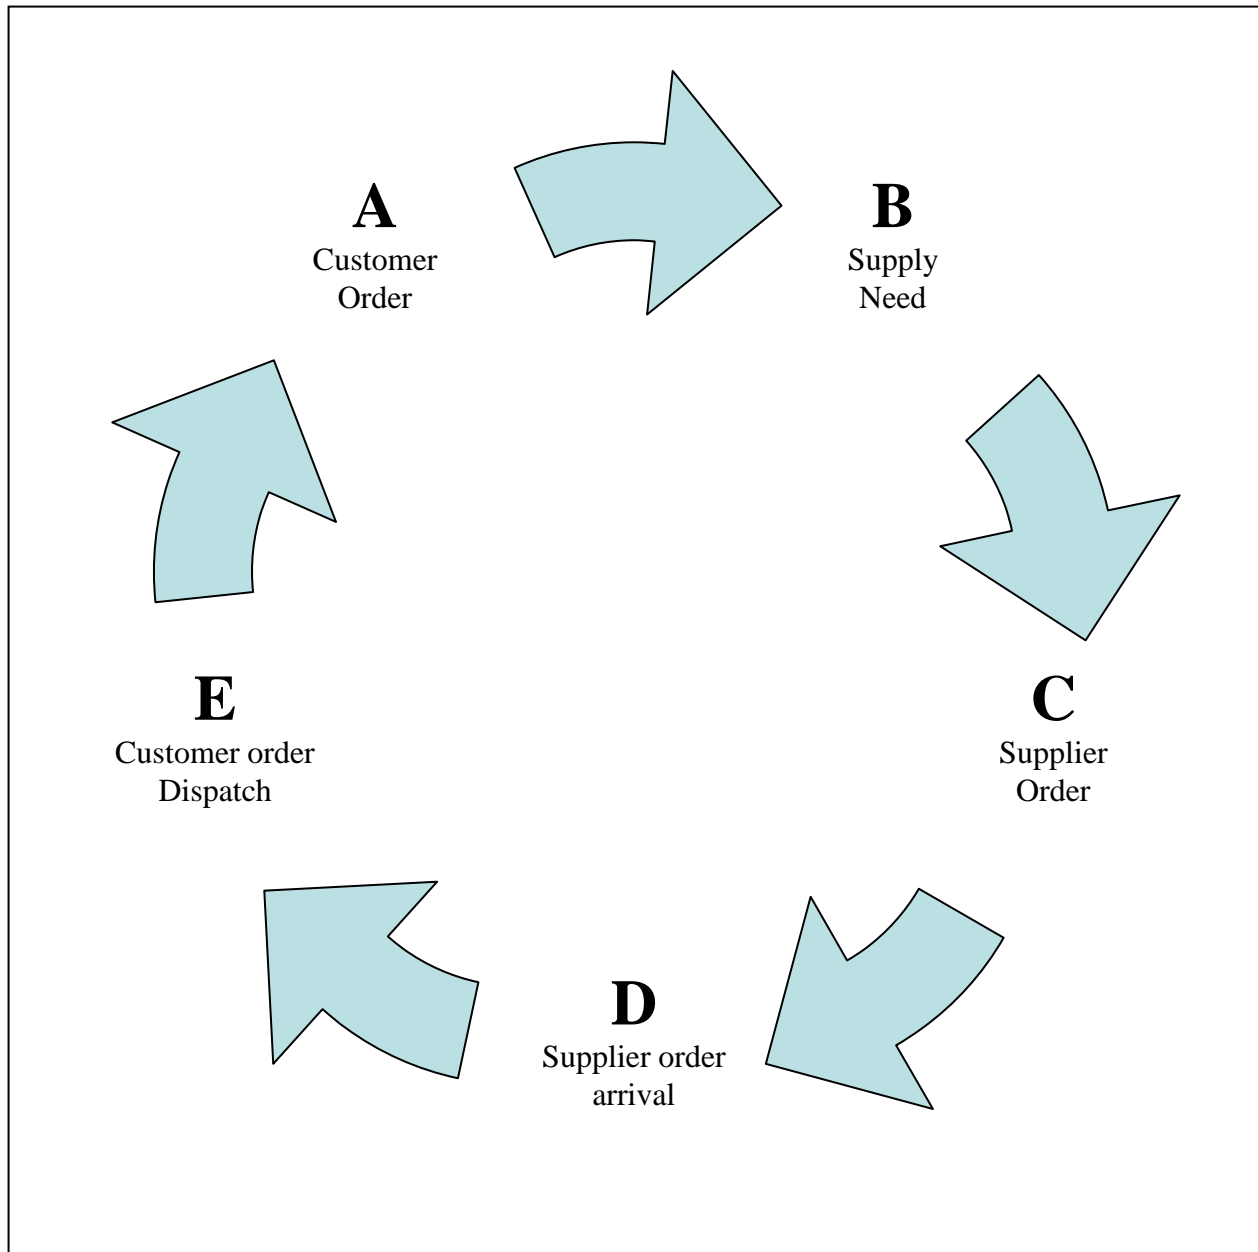 A
Customer
Order
B
Supply
Need
C
Supplier
Order
D
Supplier order
arrival
E
Customer order
Dispatch